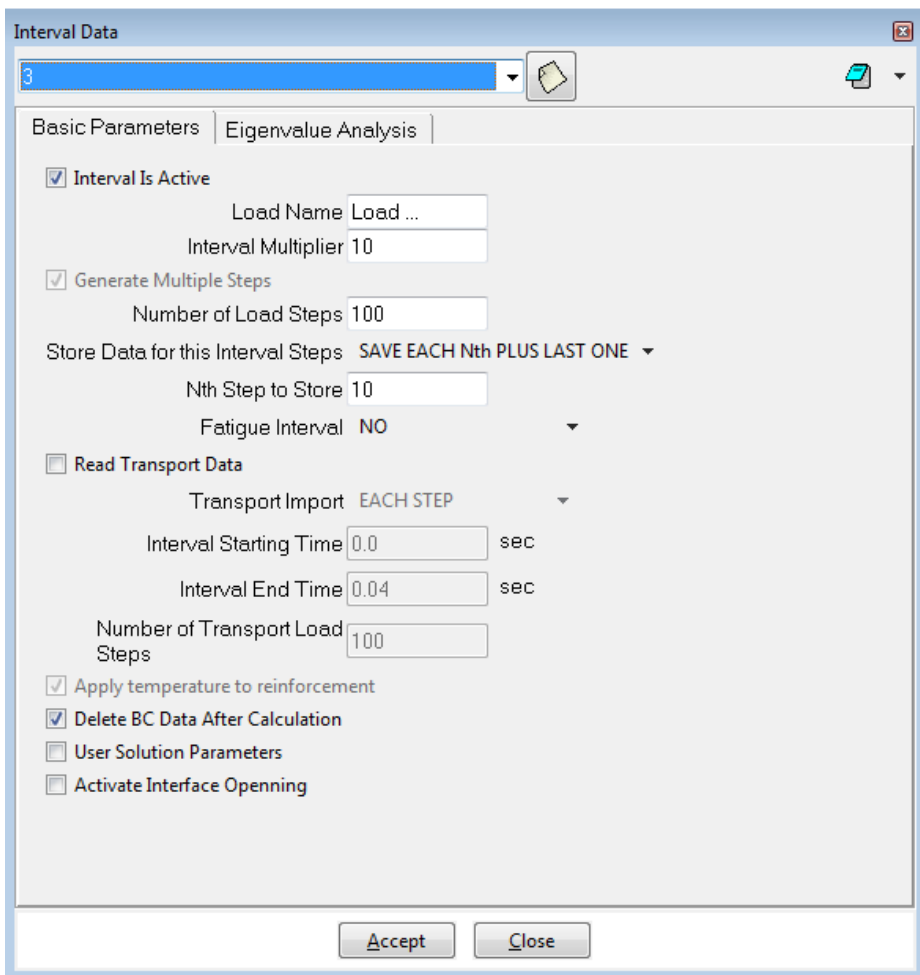 Interval Data
3
Basic Parameters Eigenvalue Analysis
Interval Is Active
Load Name Load ...
Interval Multiplier 10
Generate Multiple Steps
Number of Load Steps 100
Store Data for this Interval Steps SAVE EACH Nth PLUS LAST ONE
Nth Step to Store 10
Fatigue Interval NO
Read Transport Data
Transport Import EACH STEP
Interval Starting Time 0.0 sec
Interval End Time 0.04 sec
Number of Transport Load
Steps 100
Apply temperature to reinforcement
Delete BC Data After Calculation
User Solution Parameters
Activate Interface Openning
Accept Close